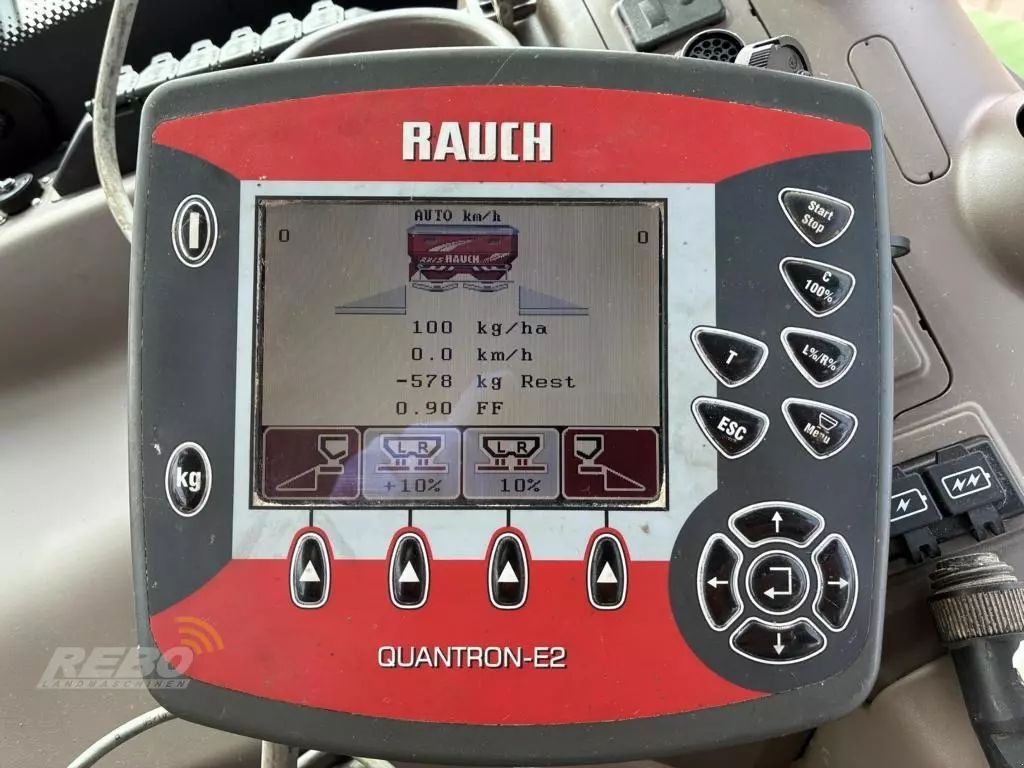 RAUCH
AUTO km/h
0
0
RAUCH
100 kg/ha
0.0 km/h
-578 kg Rest
0.90 FF
L R
+10%
L R
10%
Start
Stop
C
100%
T
L%/R%
ESC
Menu
kg
QUANTRON-E2
REBO
LANDMASCHINEN